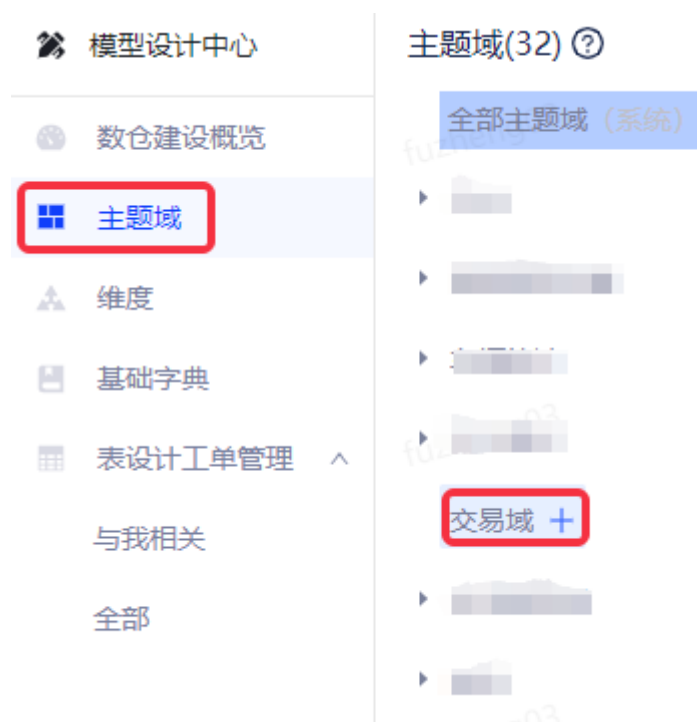 模型设计中心
数仓建设概览
主题域
维度
基础字典
表设计工单管理
与我相关
全部
主题域(32)
全部主题域（系统）
交易域 +